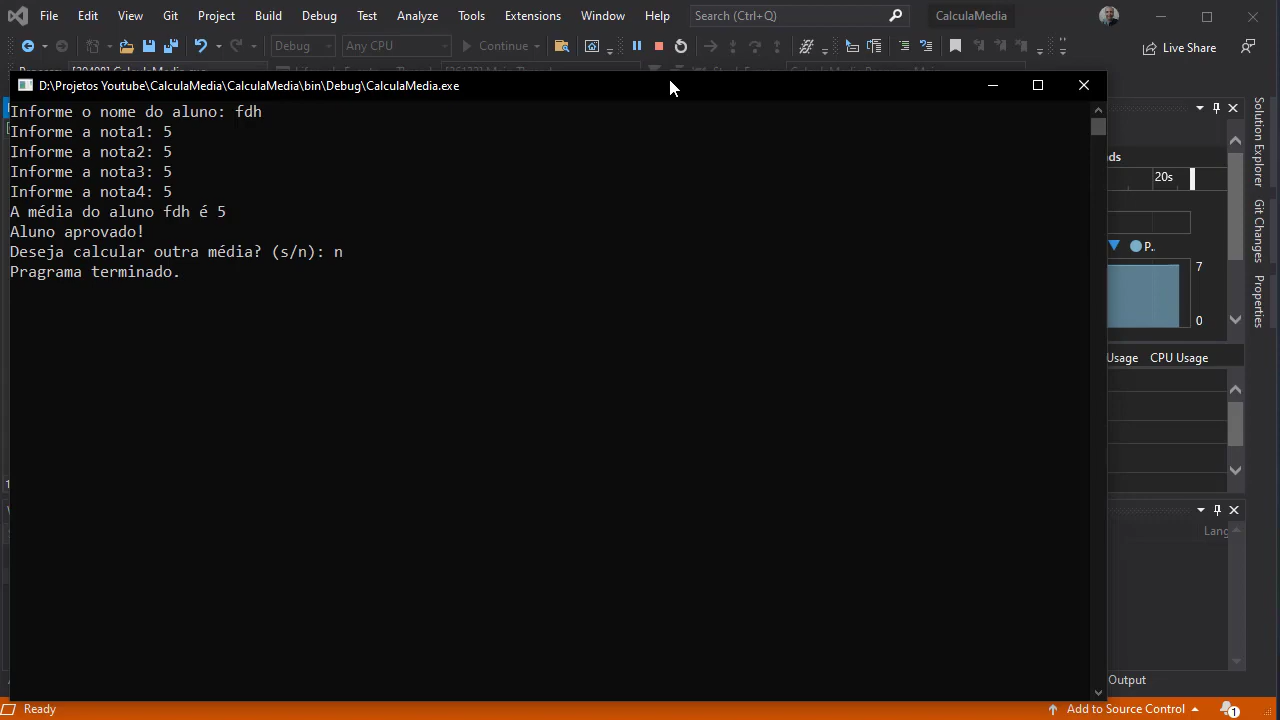 File Edit View Git Project Build Debug Test Analyze Tools Extensions Window Help Search (Ctrl+Q) CalculaMedia
Debug Any CPU Continue Live Share
D:\Projetos Youtube\CalculaMedia\CalculaMedia\bin\Debug\CalculaMedia.exe
Informe o nome do aluno: fdh
Informe a nota1: 5
Informe a nota2: 5
Informe a nota3: 5
Informe a nota4: 5
A média do aluno fdh é 5
Aluno aprovado!
Deseja calcular outra média? (s/n): n
Pragrama terminado.
20s
P..
7
0
Usage CPU Usage
Solution Explorer
Git Changes
Properties
Output
Ready Add to Source Control 1